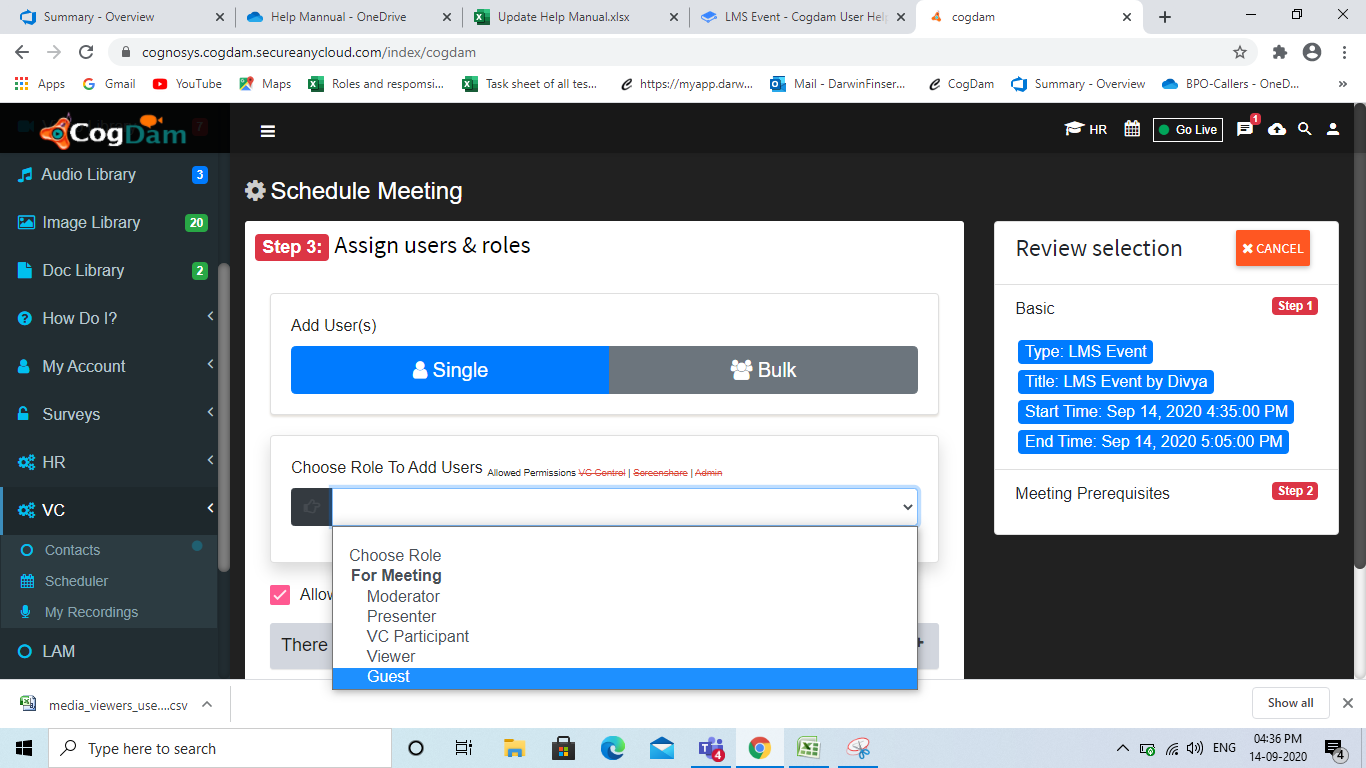 Summary - Overview
Help Mannual - OneDrive
Update Help Manual.xlsx
LMS Event - Cogdam User Help
cogdam
cognosys.cogdam.secureanycloud.com/index/cogdam
Apps
Gmail
YouTube
Maps
Roles and responsi...
Task sheet of all tes...
https://myapp.darw...
Mail - DarwinFinser...
CogDam
Summary - Overview
BPO-Callers - OneD...
»
CogDam
7
HR
Go Live
1
Audio Library 3
Image Library 20
Doc Library 2
How Do I?
My Account
Surveys
HR
VC
Contacts
Scheduler
My Recordings
LAM
Schedule Meeting
Step 3: Assign users & roles
Add User(s)
Single
Bulk
Choose Role To Add Users Allowed Permissions VC Control | Screenshare | Admin
Choose Role
For Meeting
Moderator
Presenter
VC Participant
Viewer
Guest
There
Review selection
CANCEL
Basic Step 1
Type: LMS Event
Title: LMS Event by Divya
Start Time: Sep 14, 2020 4:35:00 PM
End Time: Sep 14, 2020 5:05:00 PM
Meeting Prerequisites Step 2
media_viewers_use....csv
Show all
Type here to search
4
ENG
04:36 PM
14-09-2020
4